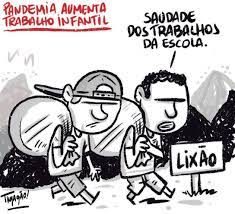 PANDEMIA AUMENTA
TRABALHO INFANTIL
SAUDADE
DOS TRABALHOS
DA ESCOLA.
LIXÃO